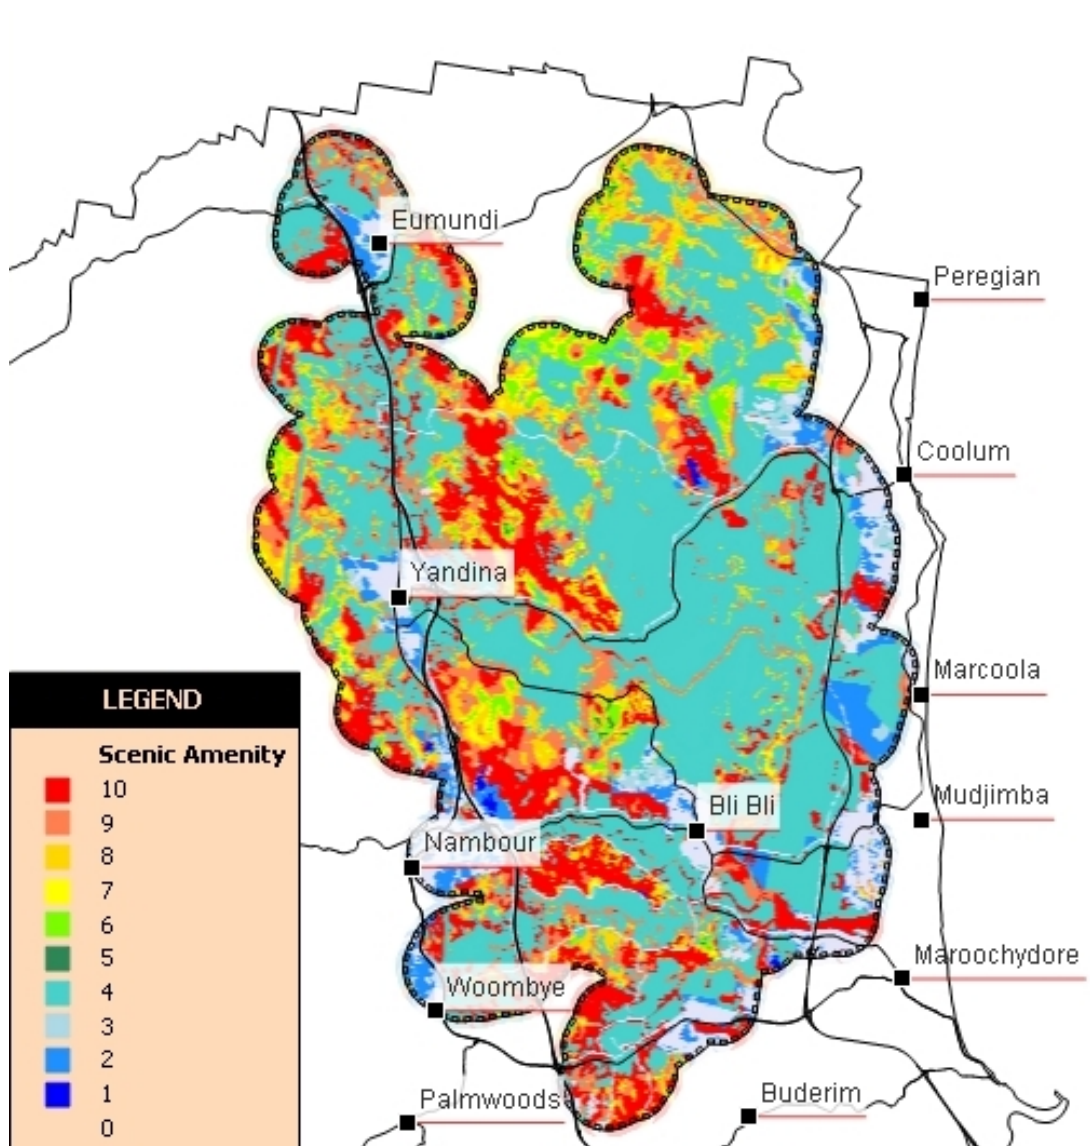 Eumundi
Peregian
Coolum
Yandina
Marcoola
LEGEND
Scenic Amenity
10
9
8
7
6
5
4
3
2
1
0
Mudjimba
Bli Bli
Nambour
Maroochydore
Woombye
Palmwoods
Buderim